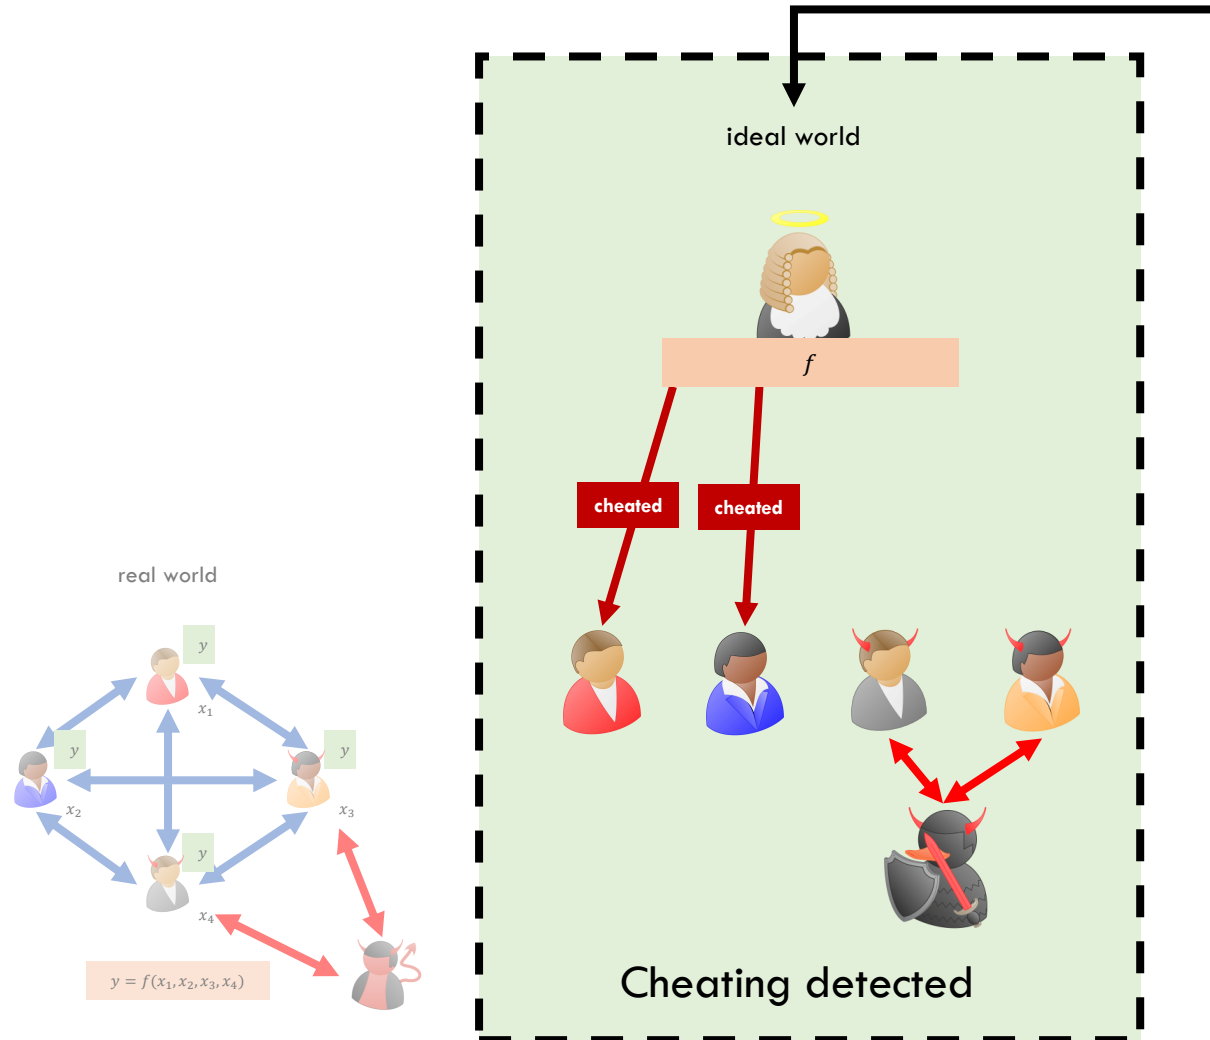 ideal world
f
cheated
cheated
real world
y
x₁
y
y
x₂
x₃
y
x₄
y = f(x₁, x₂, x₃, x₄)
Cheating detected